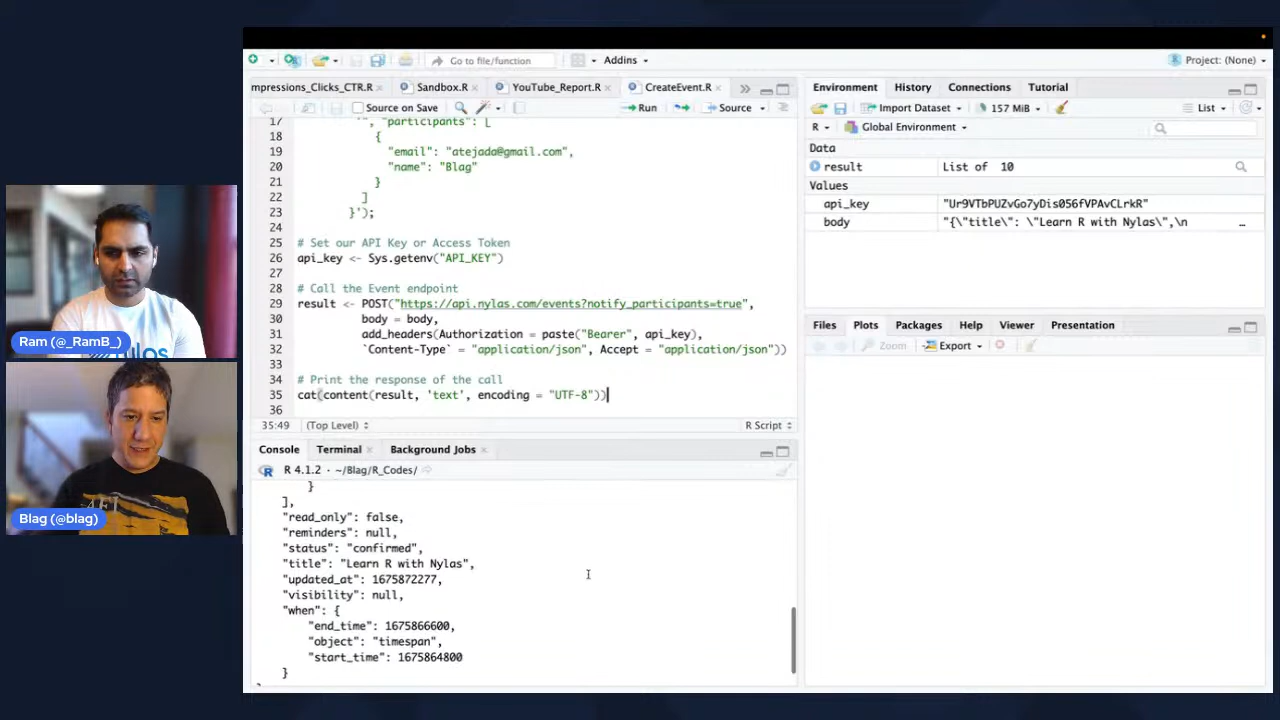 Go to file/function
Addins
Project: (None)
mpressions_Clicks_CTR.R
Sandbox.R
YouTube_Report.R
CreateEvent.R
Source on Save
Run
Source
17 '", "participants": [
18 {
19 "email": "atejada@gmail.com",
20 "name": "Blag"
21 }
22 ]
23 }');
24
25 # Set our API Key or Access Token
26 api_key <- Sys.getenv("API_KEY")
27
28 # Call the Event endpoint
29 result <- POST("https://api.nylas.com/events?notify_participants=true",
30 body = body,
31 add_headers(Authorization = paste("Bearer", api_key),
32 `Content-Type` = "application/json", Accept = "application/json"))
33
34 # Print the response of the call
35 cat(content(result, 'text', encoding = "UTF-8"))
36
35:49 (Top Level) R Script
Console Terminal Background Jobs
R 4.1.2 · ~/Blag/R_Codes/
}
],
"read_only": false,
"reminders": null,
"status": "confirmed",
"title": "Learn R with Nylas",
"updated_at": 1675872277,
"visibility": null,
"when": {
"end_time": 1675866600,
"object": "timespan",
"start_time": 1675864800
}
Environment History Connections Tutorial
Import Dataset 157 MiB List
R Global Environment
Data
result List of 10
Values
api_key "Ur9VTbPUZvGo7yDis056fVPAvCLrkR"
body "{\"title\": \"Learn R with Nylas\",\n …
Files Plots Packages Help Viewer Presentation
Zoom Export
Ram (@_RamB_)
Blag (@blag)